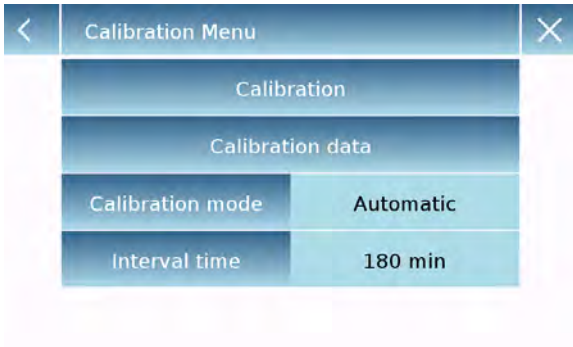 Calibration Menu
Calibration
Calibration data
Calibration mode Automatic
Interval time 180 min